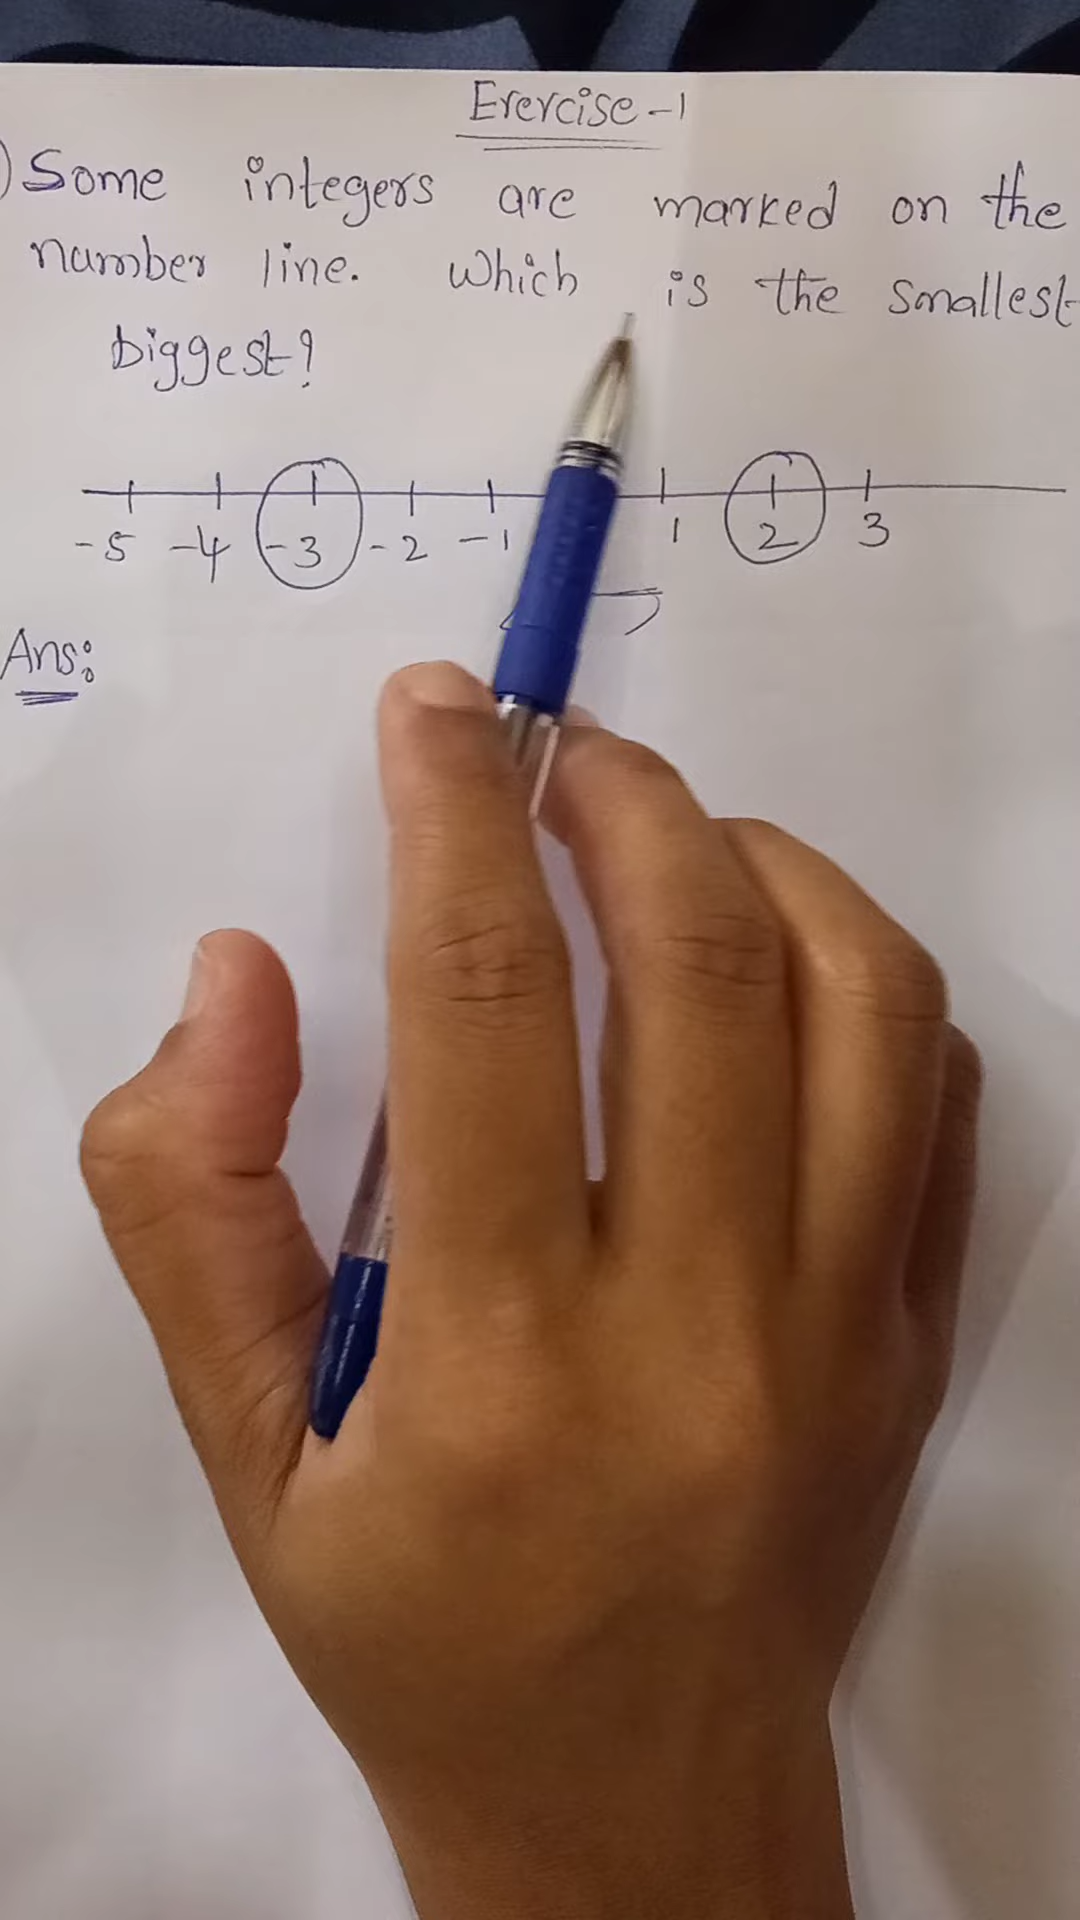 Exercise-1
) Some integers are marked on the
number line. Which is the smallest
biggest?
-5 -4 -3 -2 -1 1 2 3
Ans: